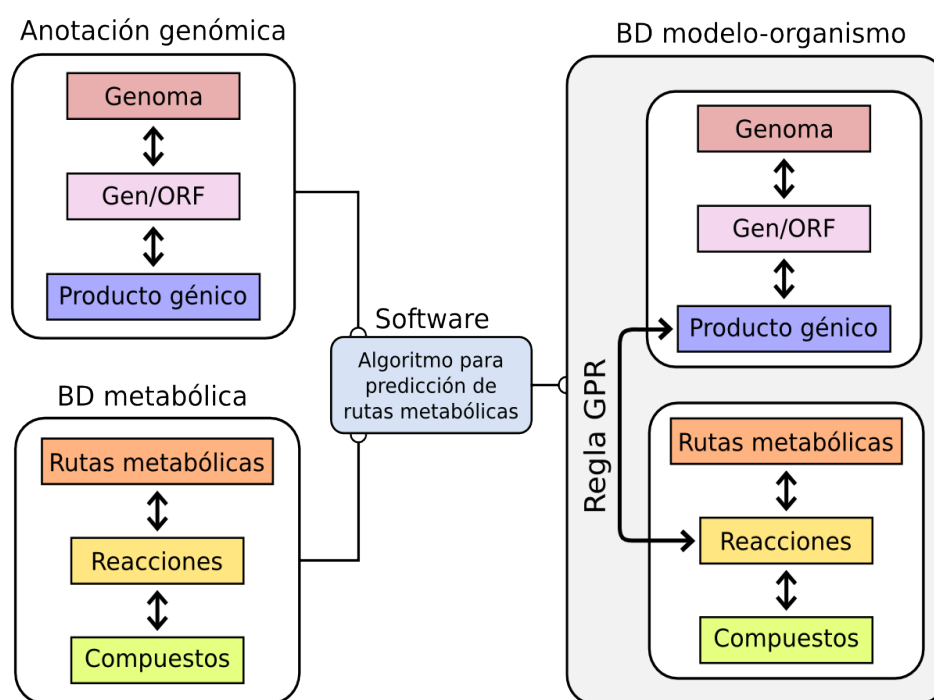 Anotación genómica
Genoma
Gen/ORF
Producto génico
BD metabólica
Rutas metabólicas
Reacciones
Compuestos
Software
Algoritmo para
predicción de
rutas metabólicas
BD modelo-organismo
Genoma
Gen/ORF
Producto génico
Regla GPR
Rutas metabólicas
Reacciones
Compuestos